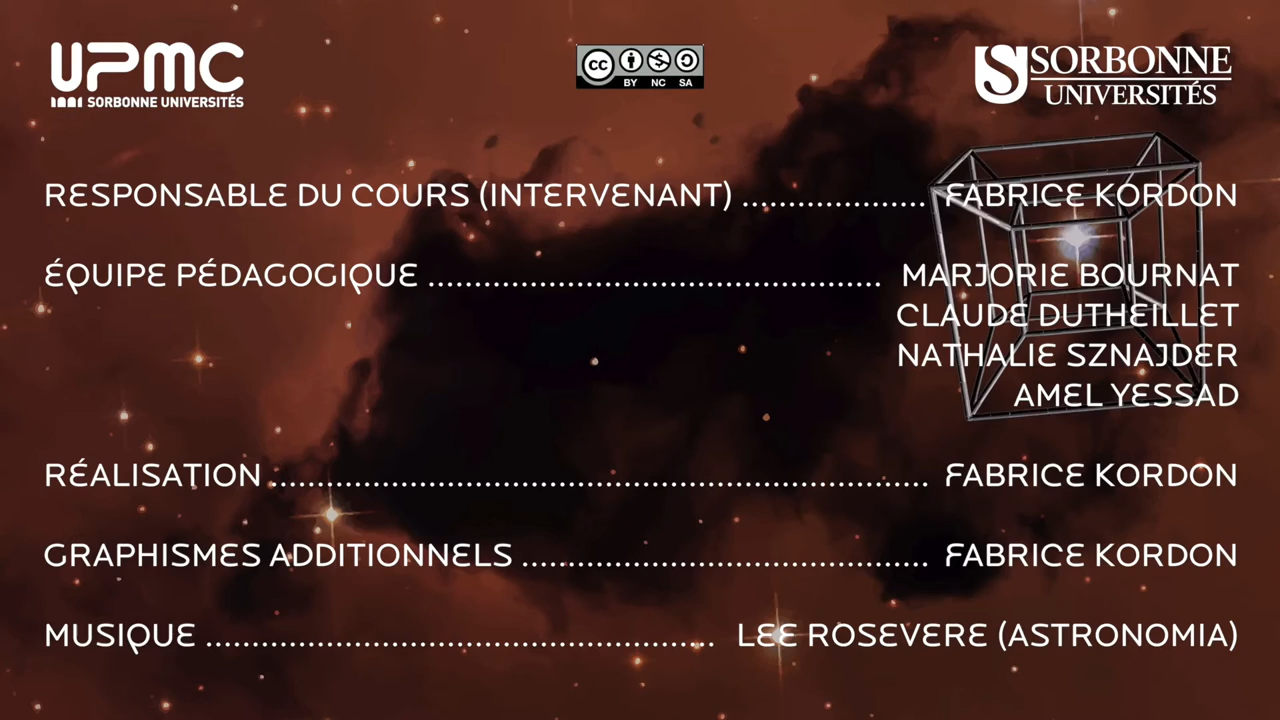 UPMC
SORBONNE UNIVERSITÉS
cc BY NC SA
SORBONNE
UNIVERSITÉS
RESPONSABLE DU COURS (INTERVENANT) .................... FABRICE KORDON
ÉQUIPE PÉDAGOGIQUE ................................................. MARJORIE BOURNAT
CLAUDE DUTHEILLET
NATHALIE SZNAJDER
AMEL YESSAD
RÉALISATION ....................................................................... FABRICE KORDON
GRAPHISMES ADDITIONNELS ............................................ FABRICE KORDON
MUSIQUE ....................................................... LEE ROSEVERE (ASTRONOMIA)